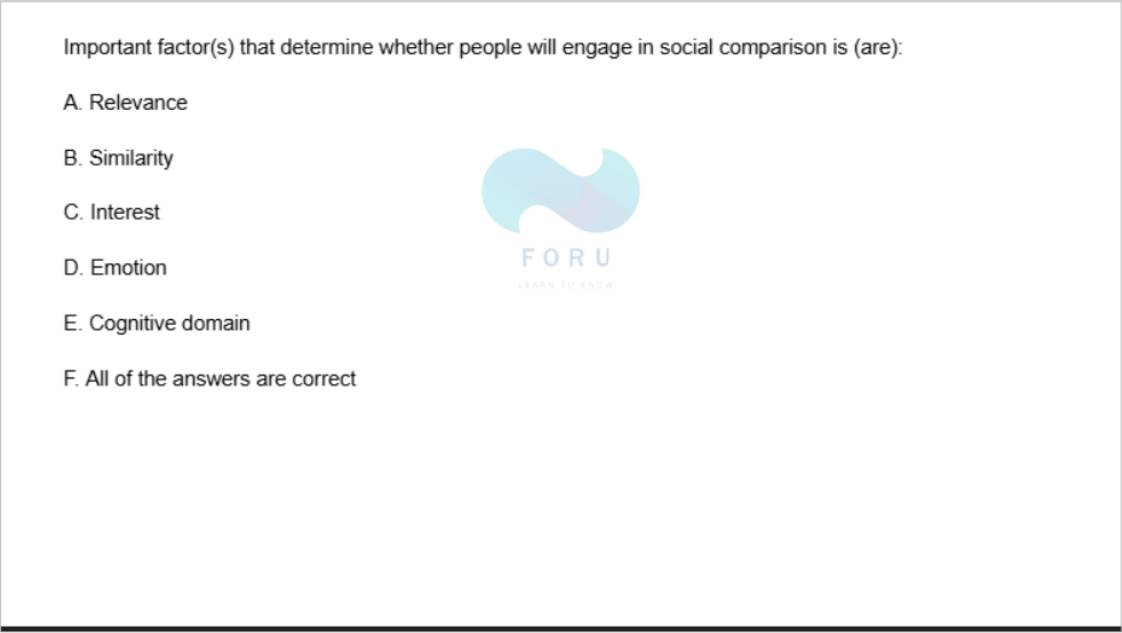 Important factor(s) that determine whether people will engage in social comparison is (are):
A. Relevance
B. Similarity
C. Interest
FORU
LEARN TO KNOW
D. Emotion
E. Cognitive domain
F. All of the answers are correct